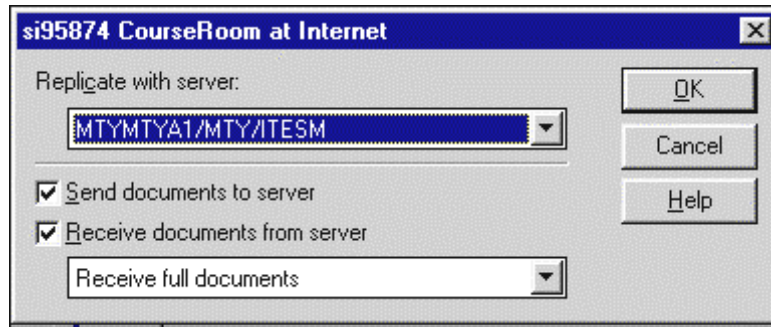 si95874 CourseRoom at Internet
Replicate with server:
MTYMTYA1/MTY/ITESM
Send documents to server
Receive documents from server
Receive full documents
OK
Cancel
Help